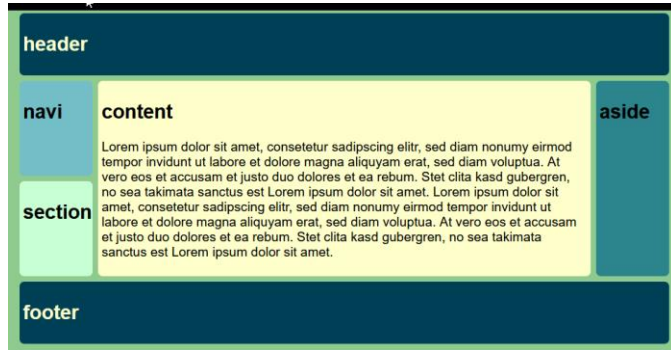 header
navi
section
content
Lorem ipsum dolor sit amet, consetetur sadipscing elitr, sed diam nonumy eirmod
tempor invidunt ut labore et dolore magna aliquyam erat, sed diam voluptua. At
vero eos et accusam et justo duo dolores et ea rebum. Stet clita kasd gubergren,
no sea takimata sanctus est Lorem ipsum dolor sit amet. Lorem ipsum dolor sit
amet, consetetur sadipscing elitr, sed diam nonumy eirmod tempor invidunt ut
labore et dolore magna aliquyam erat, sed diam voluptua. At vero eos et accusam
et justo duo dolores et ea rebum. Stet clita kasd gubergren, no sea takimata
sanctus est Lorem ipsum dolor sit amet.
aside
footer